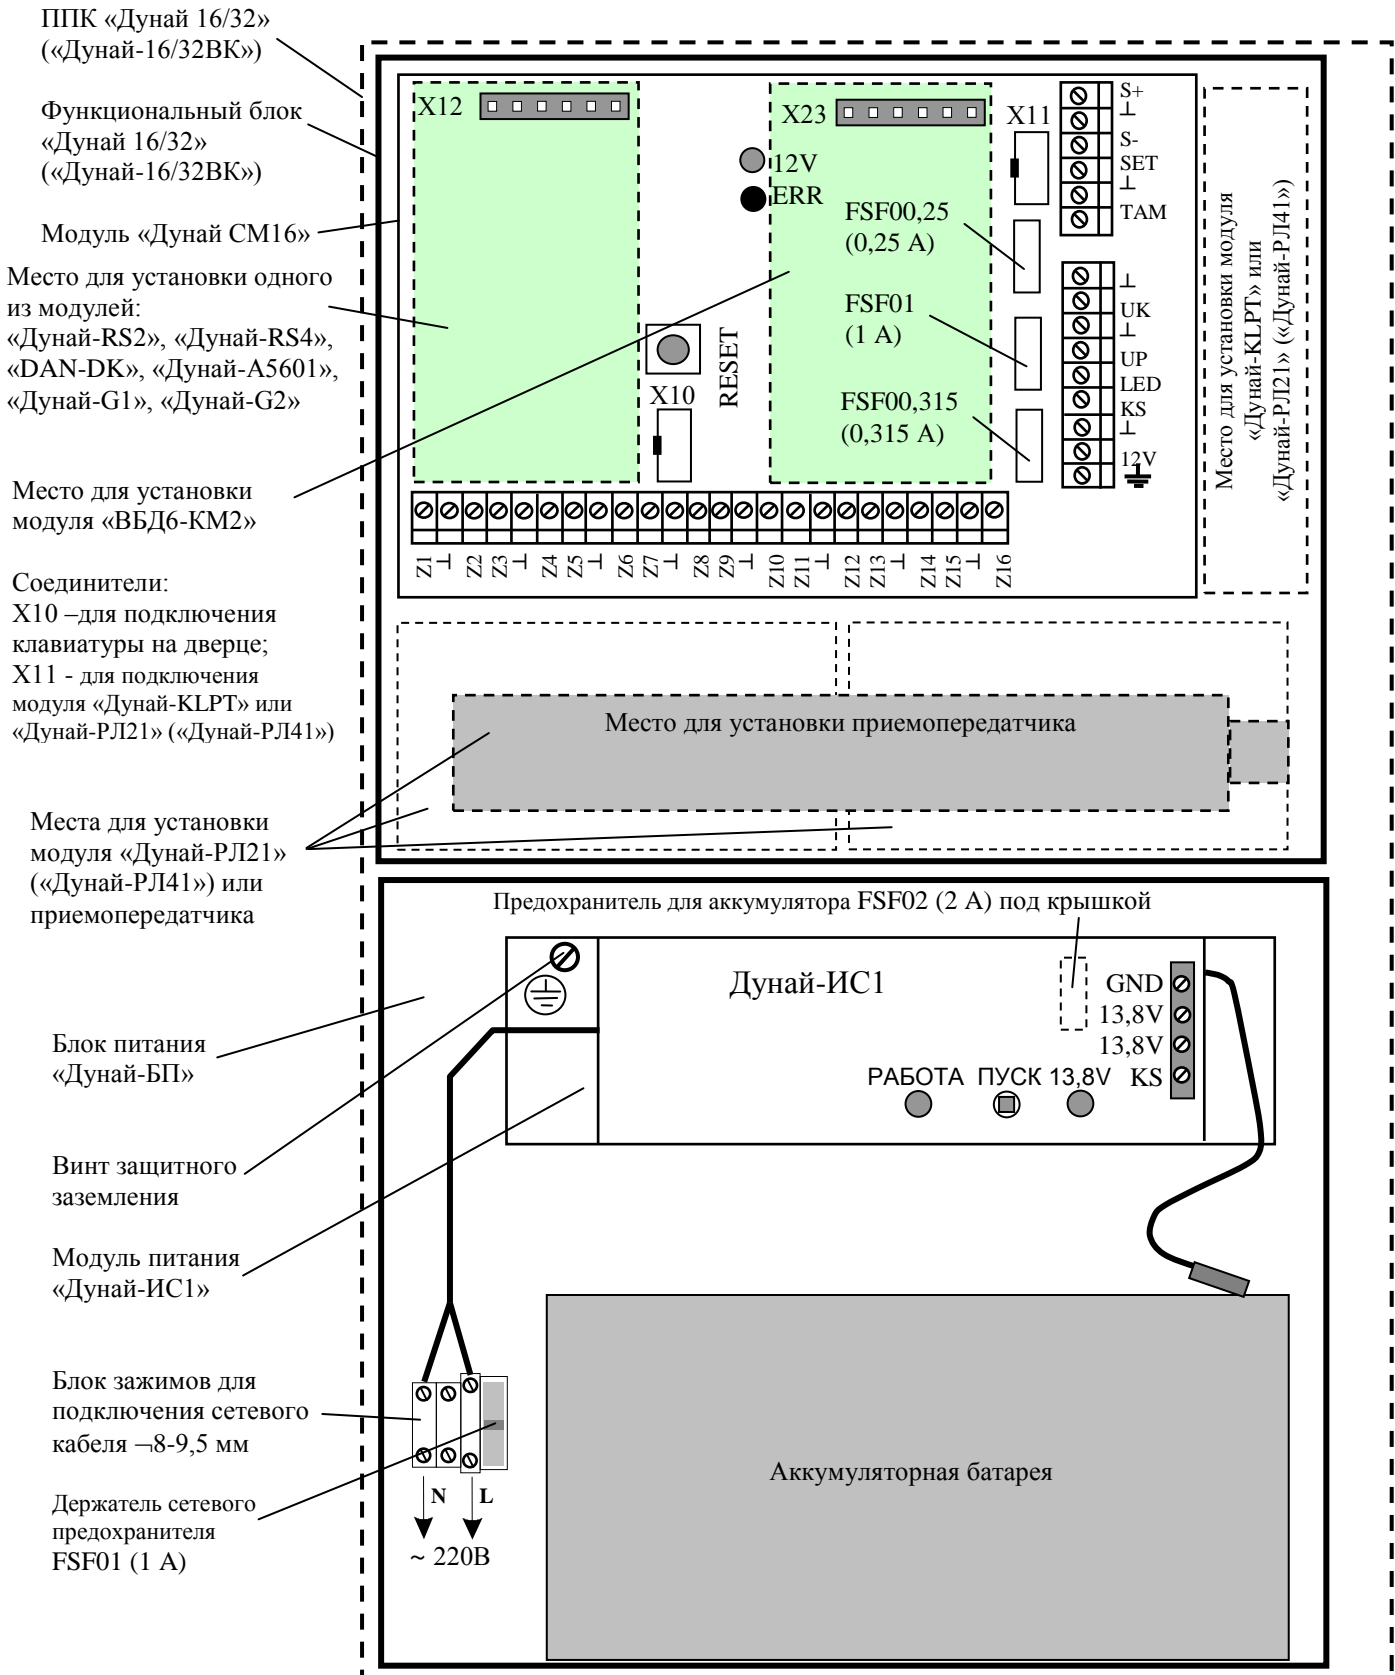 ППК «Дунай 16/32»
(«Дунай-16/32ВК»)
Функциональный блок
«Дунай 16/32»
(«Дунай-16/32ВК»)
Модуль «Дунай СМ16»
Место для установки одного
из модулей:
«Дунай-RS2», «Дунай-RS4»,
«DAN-DK», «Дунай-А5601»,
«Дунай-G1», «Дунай-G2»
Место для установки
модуля «ВБД6-КМ2»
Соединители:
X10 –для подключения
клавиатуры на дверце;
X11 - для подключения
модуля «Дунай-KLPT» или
«Дунай-РЛ21» («Дунай-РЛ41»)
Места для установки
модуля «Дунай-РЛ21»
(«Дунай-РЛ41») или
приемопередатчика
X12
X23
X11
12V
ERR
FSF00,25
(0,25 А)
FSF01
(1 А)
FSF00,315
(0,315 А)
RESET
X10
S+
⊥
S-
SET
⊥
TAM
⊥
UK
⊥
UP
LED
KS
⊥
12V
Место для установки модуля
«Дунай-KLPT» или
«Дунай-РЛ21» («Дунай-РЛ41»)
Z1 ⊥ Z2 Z3 ⊥ Z4 Z5 ⊥ Z6 Z7 ⊥ Z8 Z9 ⊥ Z10 Z11 ⊥ Z12 Z13 ⊥ Z14 Z15 ⊥ Z16
Место для установки приемопередатчика
Предохранитель для аккумулятора FSF02 (2 А) под крышкой
Дунай-ИС1
GND
13,8V
13,8V
KS
РАБОТА ПУСК 13,8V
Блок питания
«Дунай-БП»
Винт защитного
заземления
Модуль питания
«Дунай-ИС1»
Блок зажимов для
подключения сетевого
кабеля ¬8-9,5 мм
Держатель сетевого
предохранителя
FSF01 (1 А)
N L
~ 220В
Аккумуляторная батарея